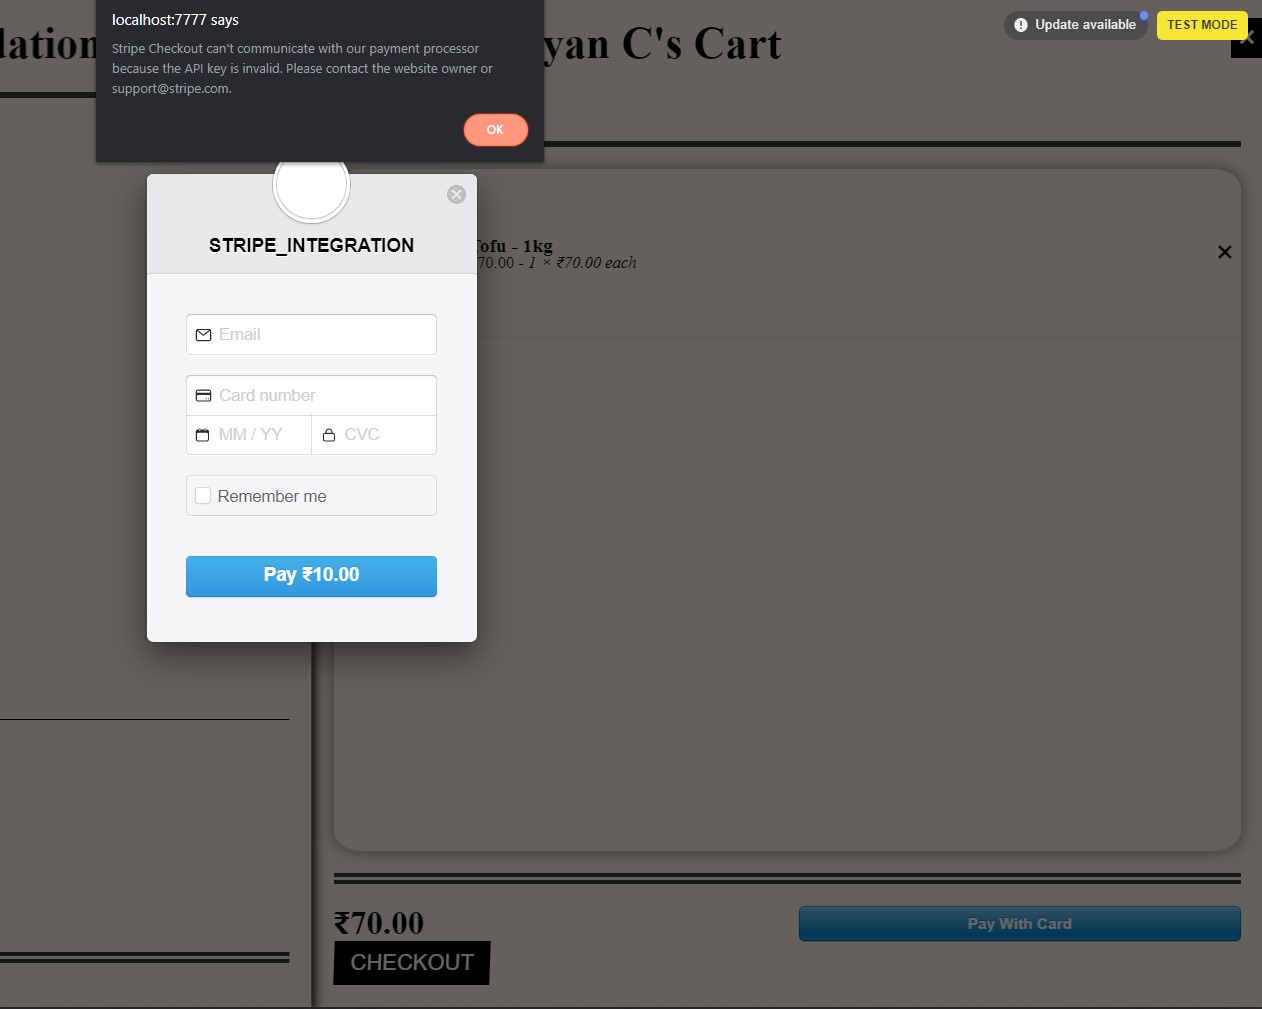 localhost:7777 says
Stripe Checkout can't communicate with our payment processor
because the API key is invalid. Please contact the website owner or
support@stripe.com.
OK
Update available
TEST MODE
yan C's Cart
STRIPE_INTEGRATION
Tofu - 1kg
70.00 - 1 × ₹70.00 each
Email
Card number
MM / YY
CVC
Remember me
Pay ₹10.00
₹70.00
Pay With Card
CHECKOUT